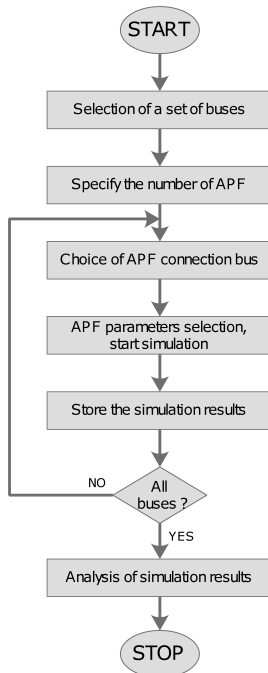 START
Selection of a set of buses
Specify the number of APF
Choice of APF connection bus
APF parameters selection,
start simulation
Store the simulation results
All
buses ?
NO
YES
Analysis of simulation results
STOP